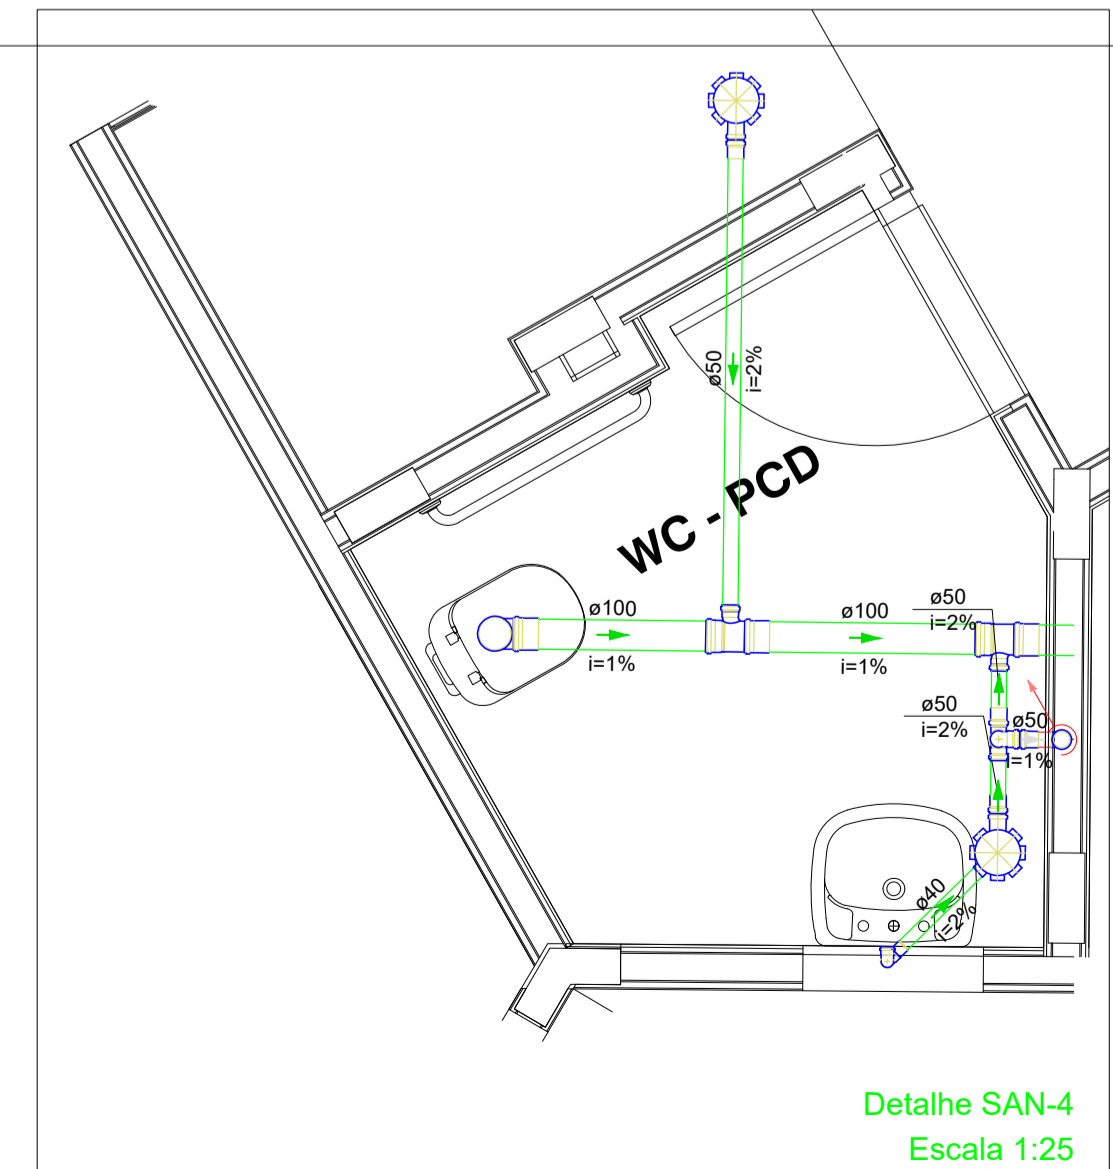 ø50
i=2%
WC - PCD
ø100
i=1%
ø100
i=1%
ø50
i=2%
ø50
i=2%
ø50
i=1%
ø40
i=2%
Detalhe SAN-4
Escala 1:25